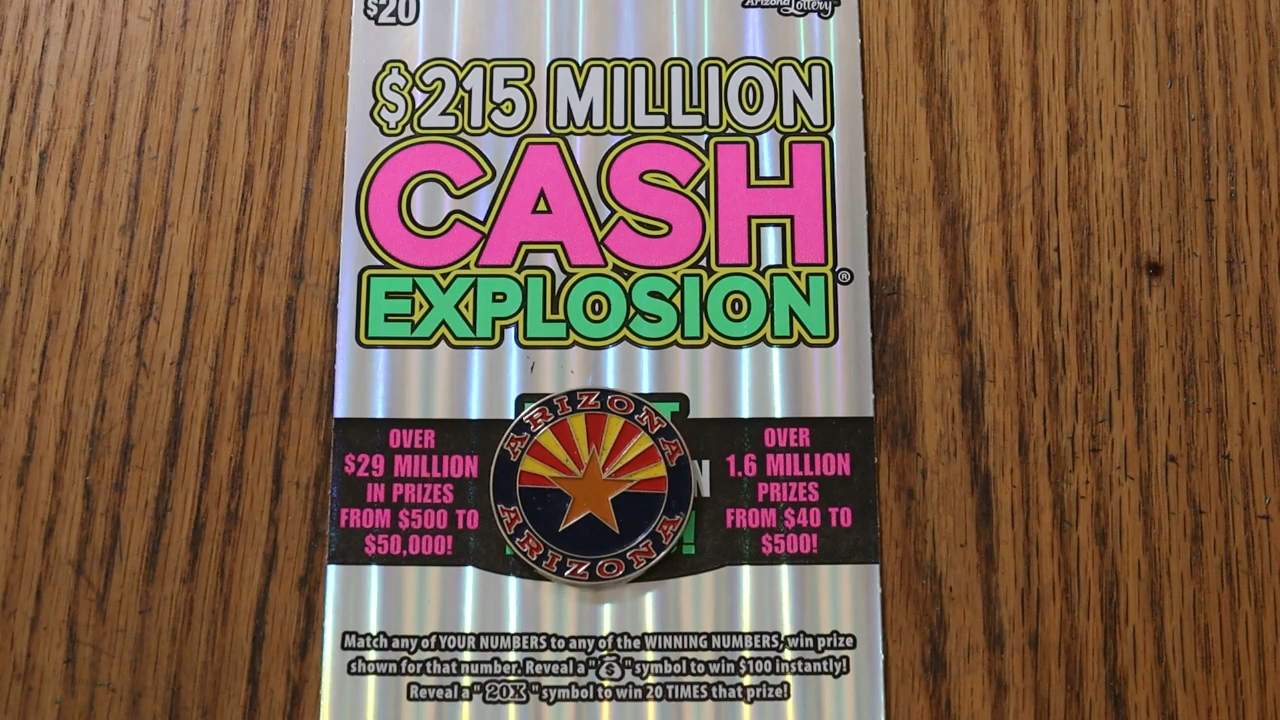 $20
Arizona Lottery
$215 MILLION
CASH
EXPLOSION®
OVER
$29 MILLION
IN PRIZES
FROM $500 TO
$50,000!
ARIZONA
ARIZONA
OVER
1.6 MILLION
PRIZES
FROM $40 TO
$500!
Match any of YOUR NUMBERS to any of the WINNING NUMBERS, win prize
shown for that number. Reveal a "$" symbol to win $100 instantly!
Reveal a "20X" symbol to win 20 TIMES that prize!